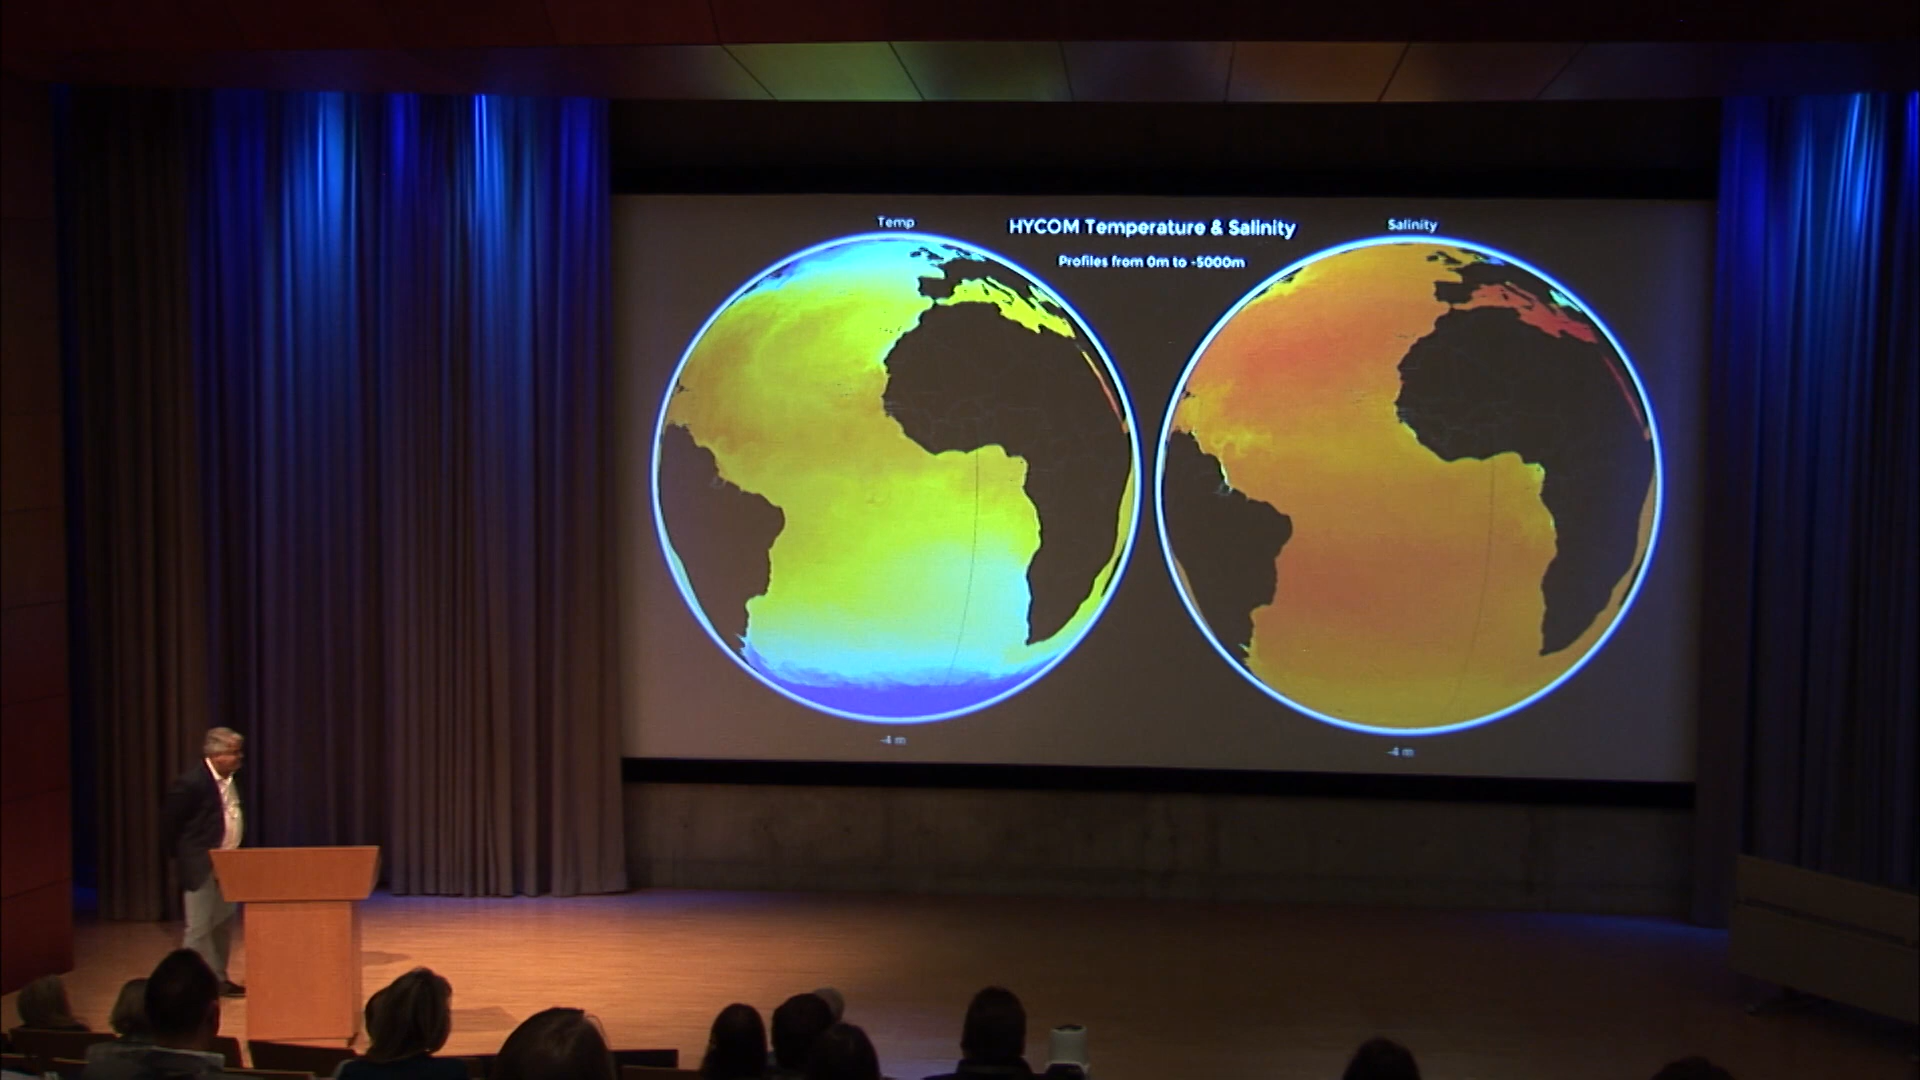 Temp
HYCOM Temperature & Salinity
Salinity
Profiles from 0m to -5000m
-4 m
-4 m